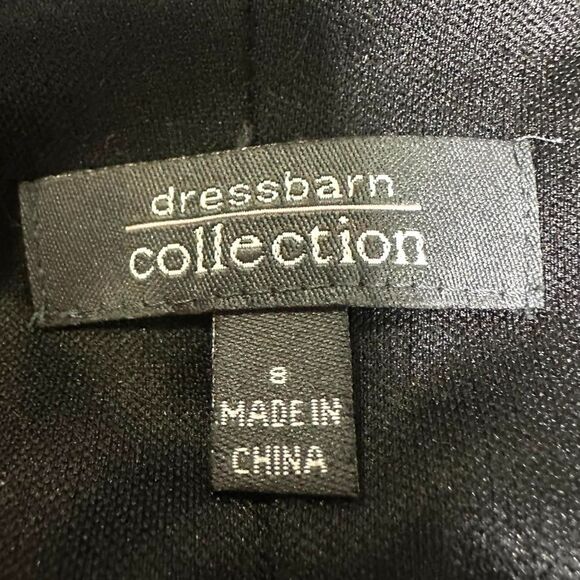 dressbarn
collection
8
MADE IN
CHINA